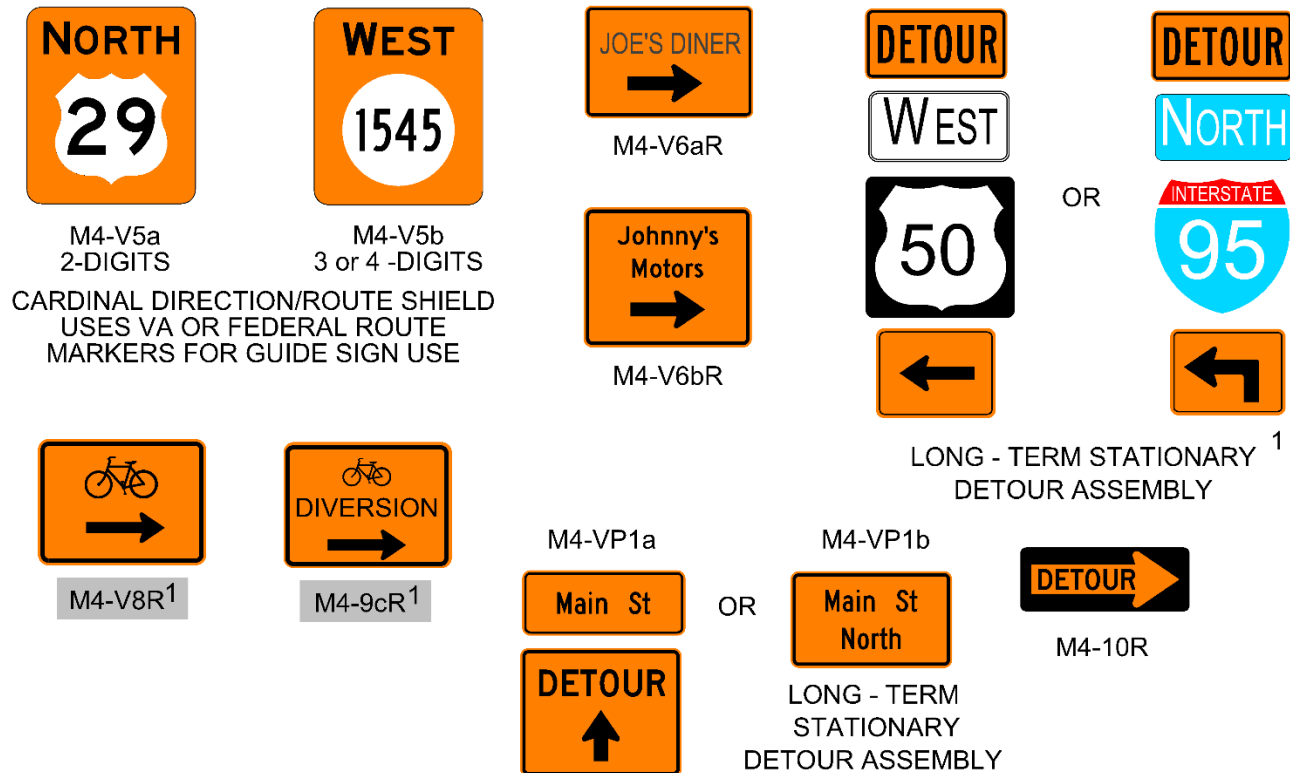 NORTH
29
M4-V5a
2-DIGITS
WEST
1545
M4-V5b
3 or 4 -DIGITS
CARDINAL DIRECTION/ROUTE SHIELD
USES VA OR FEDERAL ROUTE
MARKERS FOR GUIDE SIGN USE
JOE'S DINER
M4-V6aR
Johnny's
Motors
M4-V6bR
DETOUR
WEST
50
OR
DETOUR
NORTH
INTERSTATE
95
LONG - TERM STATIONARY 1
DETOUR ASSEMBLY
M4-V8R1
DIVERSION
M4-9cR1
M4-VP1a
Main St
DETOUR
OR
M4-VP1b
Main St
North
LONG - TERM
STATIONARY
DETOUR ASSEMBLY
DETOUR
M4-10R